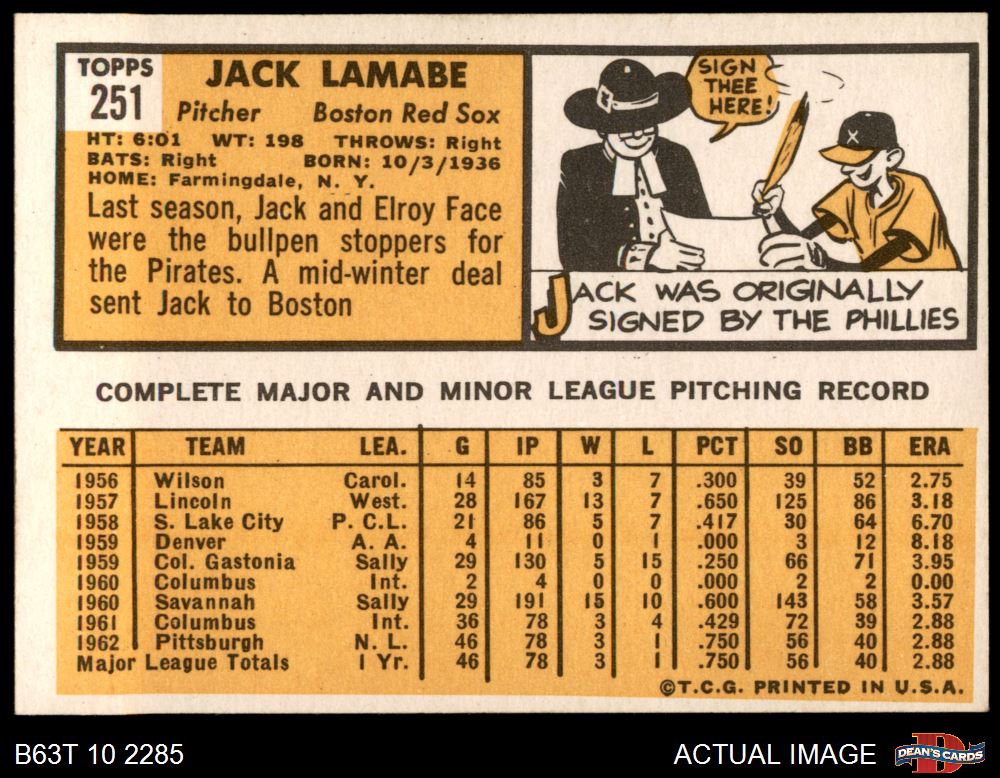 TOPPS
251
JACK LAMABE
Pitcher Boston Red Sox
HT: 6:01 WT: 198 THROWS: Right
BATS: Right BORN: 10/3/1936
HOME: Farmingdale, N. Y.
Last season, Jack and Elroy Face
were the bullpen stoppers for
the Pirates. A mid-winter deal
sent Jack to Boston
SIGN
THEE
HERE!
X
JACK WAS ORIGINALLY
SIGNED BY THE PHILLIES
COMPLETE MAJOR AND MINOR LEAGUE PITCHING RECORD
YEAR TEAM LEA. G IP W L PCT SO BB ERA
1956 Wilson Carol. 14 85 3 7 .300 39 52 2.75
1957 Lincoln West. 28 167 13 7 .650 125 86 3.18
1958 S. Lake City P. C. L. 21 86 5 7 .417 30 64 6.70
1959 Denver A. A. 4 11 0 1 .000 3 12 8.18
1959 Col. Gastonia Sally 29 130 5 15 .250 66 71 3.95
1960 Columbus Int. 2 4 0 0 .000 2 2 0.00
1960 Savannah Sally 29 191 15 10 .600 143 58 3.57
1961 Columbus Int. 36 78 3 4 .429 72 39 2.88
1962 Pittsburgh N. L. 46 78 3 1 .750 56 40 2.88
Major League Totals 1 Yr. 46 78 3 1 .750 56 40 2.88
©T.C.G. PRINTED IN U.S.A.
B63T 10 2285
ACTUAL IMAGE
DEAN'S CARDS